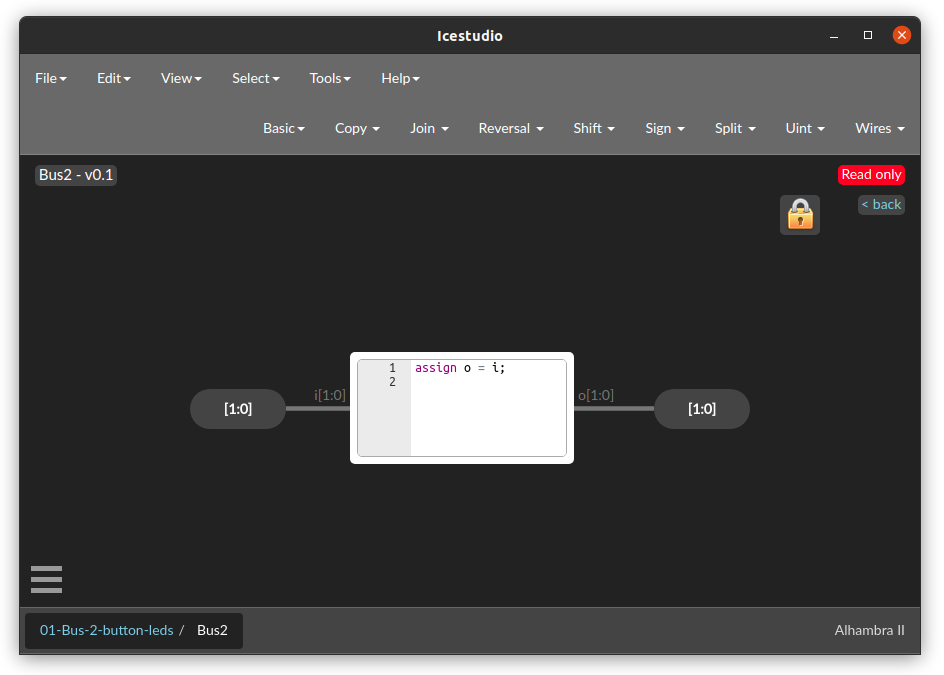 Icestudio
File Edit View Select Tools Help
Basic Copy Join Reversal Shift Sign Split Uint Wires
Bus2 - v0.1
Read only
< back
1 assign o = i;
2
i[1:0]
o[1:0]
[1:0]
[1:0]
01-Bus-2-button-leds / Bus2
Alhambra II